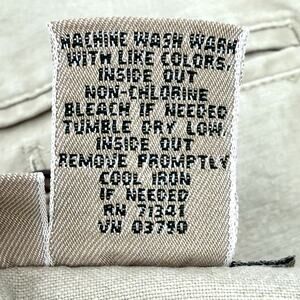 MACHINE WASH WARM
WITH LIKE COLORS.
INSIDE OUT
NON-CHLORINE
BLEACH IF NEEDED
TUMBLE DRY LOW.
INSIDE OUT
REMOVE PROMPTLY
COOL IRON
IF NEEDED
RN 71341
VN 03790